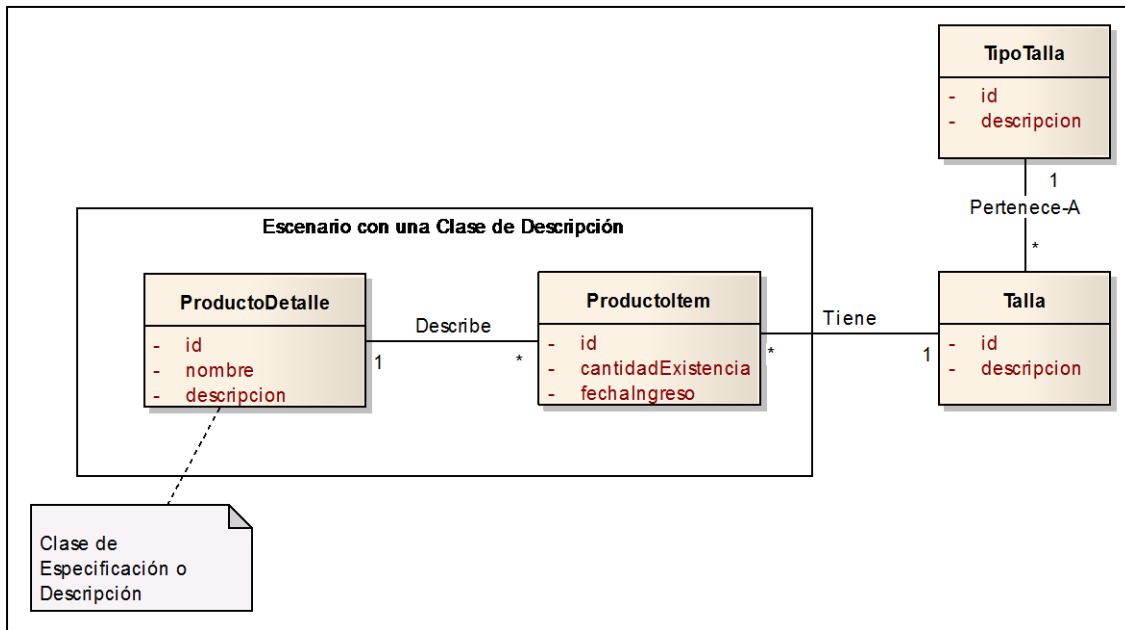 TipoTalla
- id
- descripcion
1
Pertenece-A
*
Escenario con una Clase de Descripción
ProductoDetalle
- id
- nombre
- descripcion
Describe
1
*
ProductoItem
- id
- cantidadExistencia
- fechaIngreso
Tiene
*
1
Talla
- id
- descripcion
Clase de
Especificación o
Descripción